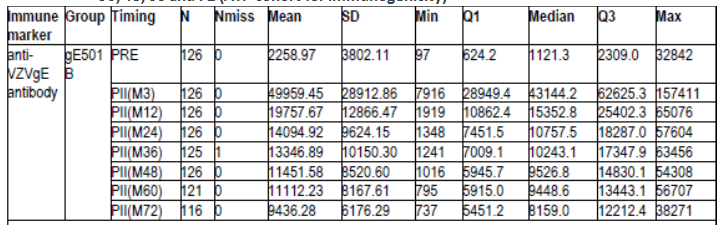 Immune marker Group Timing N Nmiss Mean SD Min Q1 Median Q3 Max
anti-VZVgE antibody gE501B PRE 126 0 2258.97 3802.11 97 624.2 1121.3 2309.0 32842
PII(M3) 126 0 49959.45 28912.86 7916 28949.4 43144.2 62625.3 157411
PII(M12) 126 0 19757.67 12866.47 1919 10862.4 15352.8 25402.3 65076
PII(M24) 126 0 14094.92 9624.15 1348 7451.5 10757.5 18287.0 57604
PII(M36) 125 1 13346.89 10150.30 1241 7009.1 10243.1 17347.9 63456
PII(M48) 126 0 11451.58 8520.60 1016 5945.7 9526.8 14830.1 54308
PII(M60) 121 0 11112.23 8167.61 795 5915.0 9448.6 13443.1 56707
PII(M72) 116 0 9436.28 6176.29 737 5451.2 8159.0 12212.4 38271